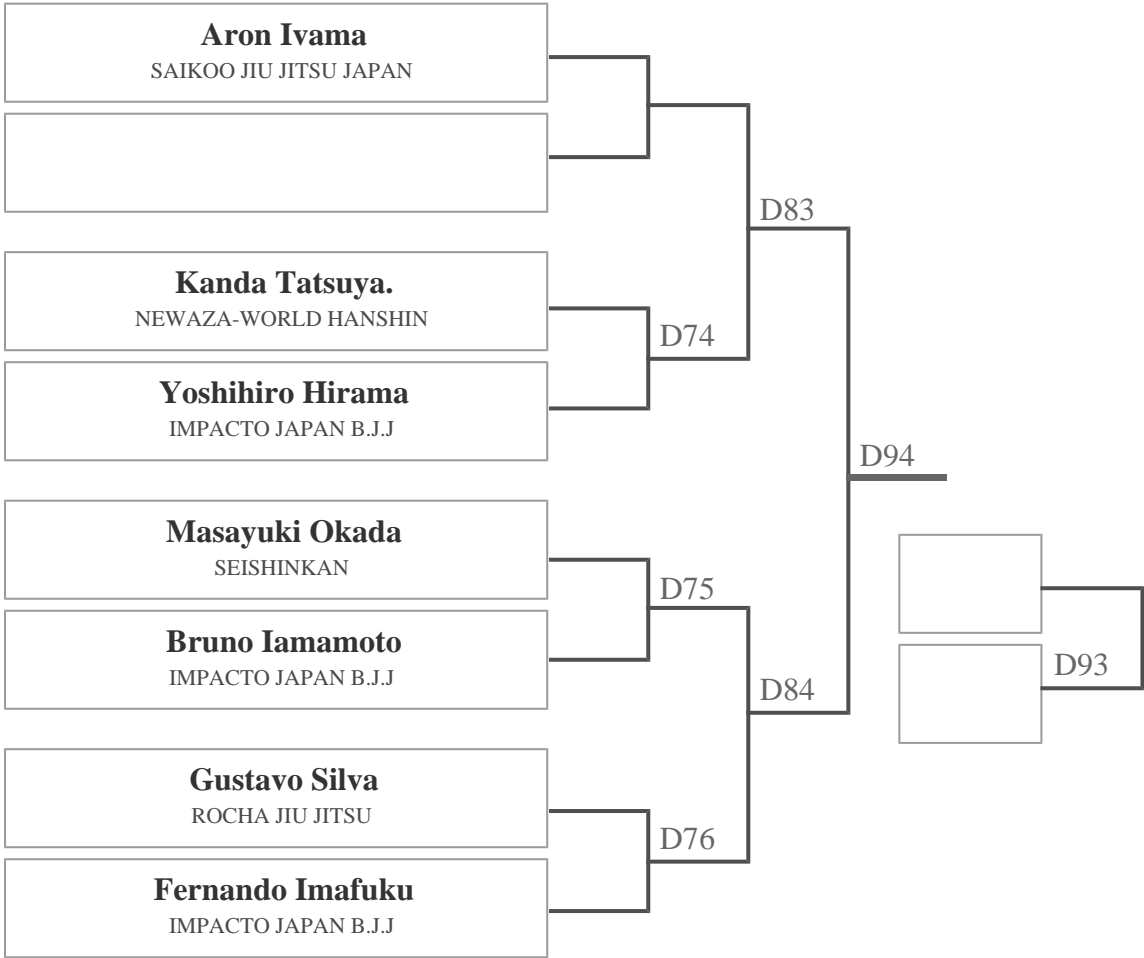 Aron Ivama
SAIKOO JIU JITSU JAPAN
D83
Kanda Tatsuya.
NEWAZA-WORLD HANSHIN
D74
Yoshihiro Hirama
IMPACTO JAPAN B.J.J
D94
Masayuki Okada
SEISHINKAN
D75
Bruno Iamamoto
IMPACTO JAPAN B.J.J
D93
D84
Gustavo Silva
ROCHA JIU JITSU
D76
Fernando Imafuku
IMPACTO JAPAN B.J.J